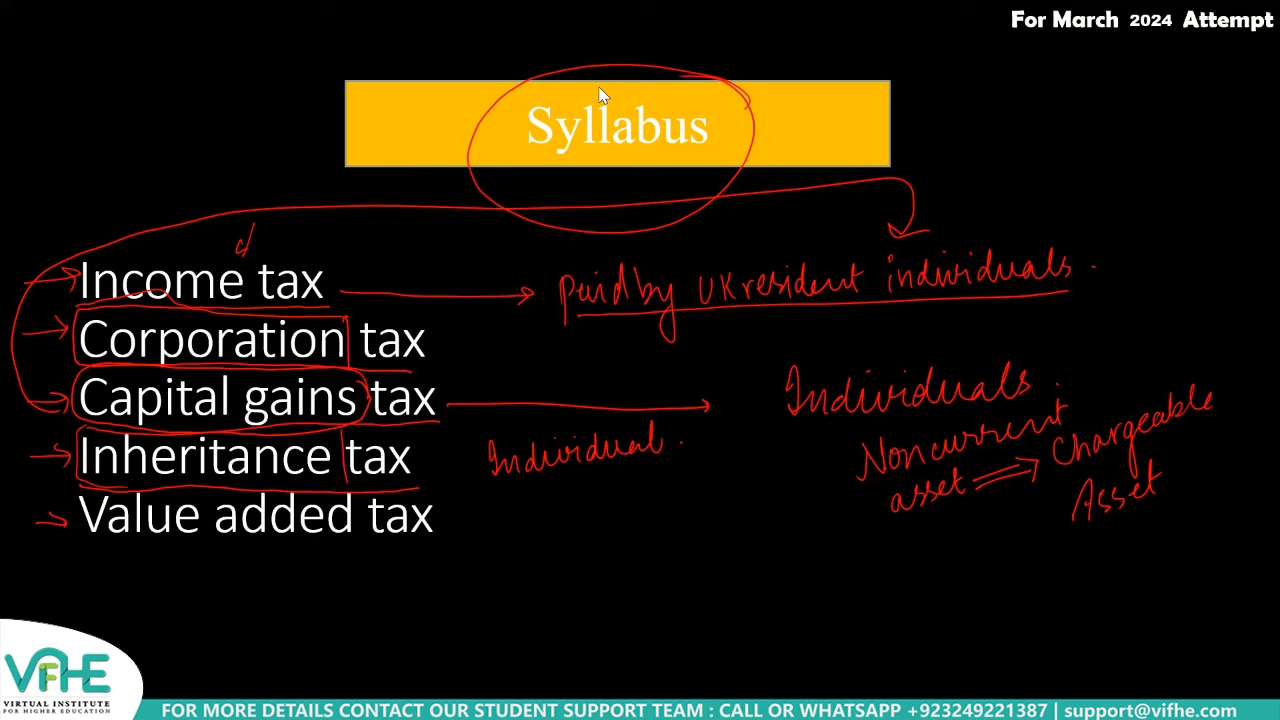 For March 2024 Attempt
Syllabus
Income tax
Paid by UK resident individuals.
Corporation tax
Capital gains tax
Individuals.
Inheritance tax
Individual.
Noncurrent
asset
Chargeable
Asset
Value added tax
VIFHE
VIRTUAL INSTITUTE
FOR HIGHER EDUCATION
FOR MORE DETAILS CONTACT OUR STUDENT SUPPORT TEAM : CALL OR WHATSAPP +923249221387 | support@vifhe.com